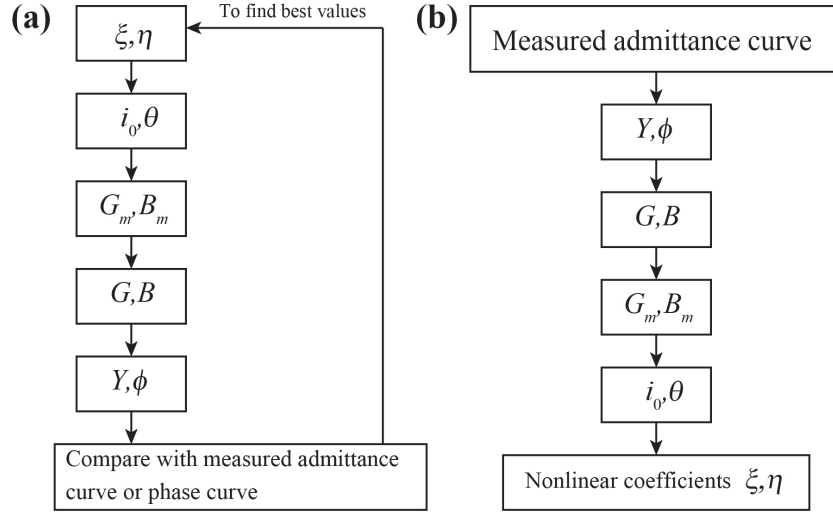 (a)
To find best values
ξ,η
i₀,θ
Gₘ,Bₘ
G,B
Y,ϕ
Compare with measured admittance
curve or phase curve
(b)
Measured admittance curve
Y,ϕ
G,B
Gₘ,Bₘ
i₀,θ
Nonlinear coefficients ξ,η